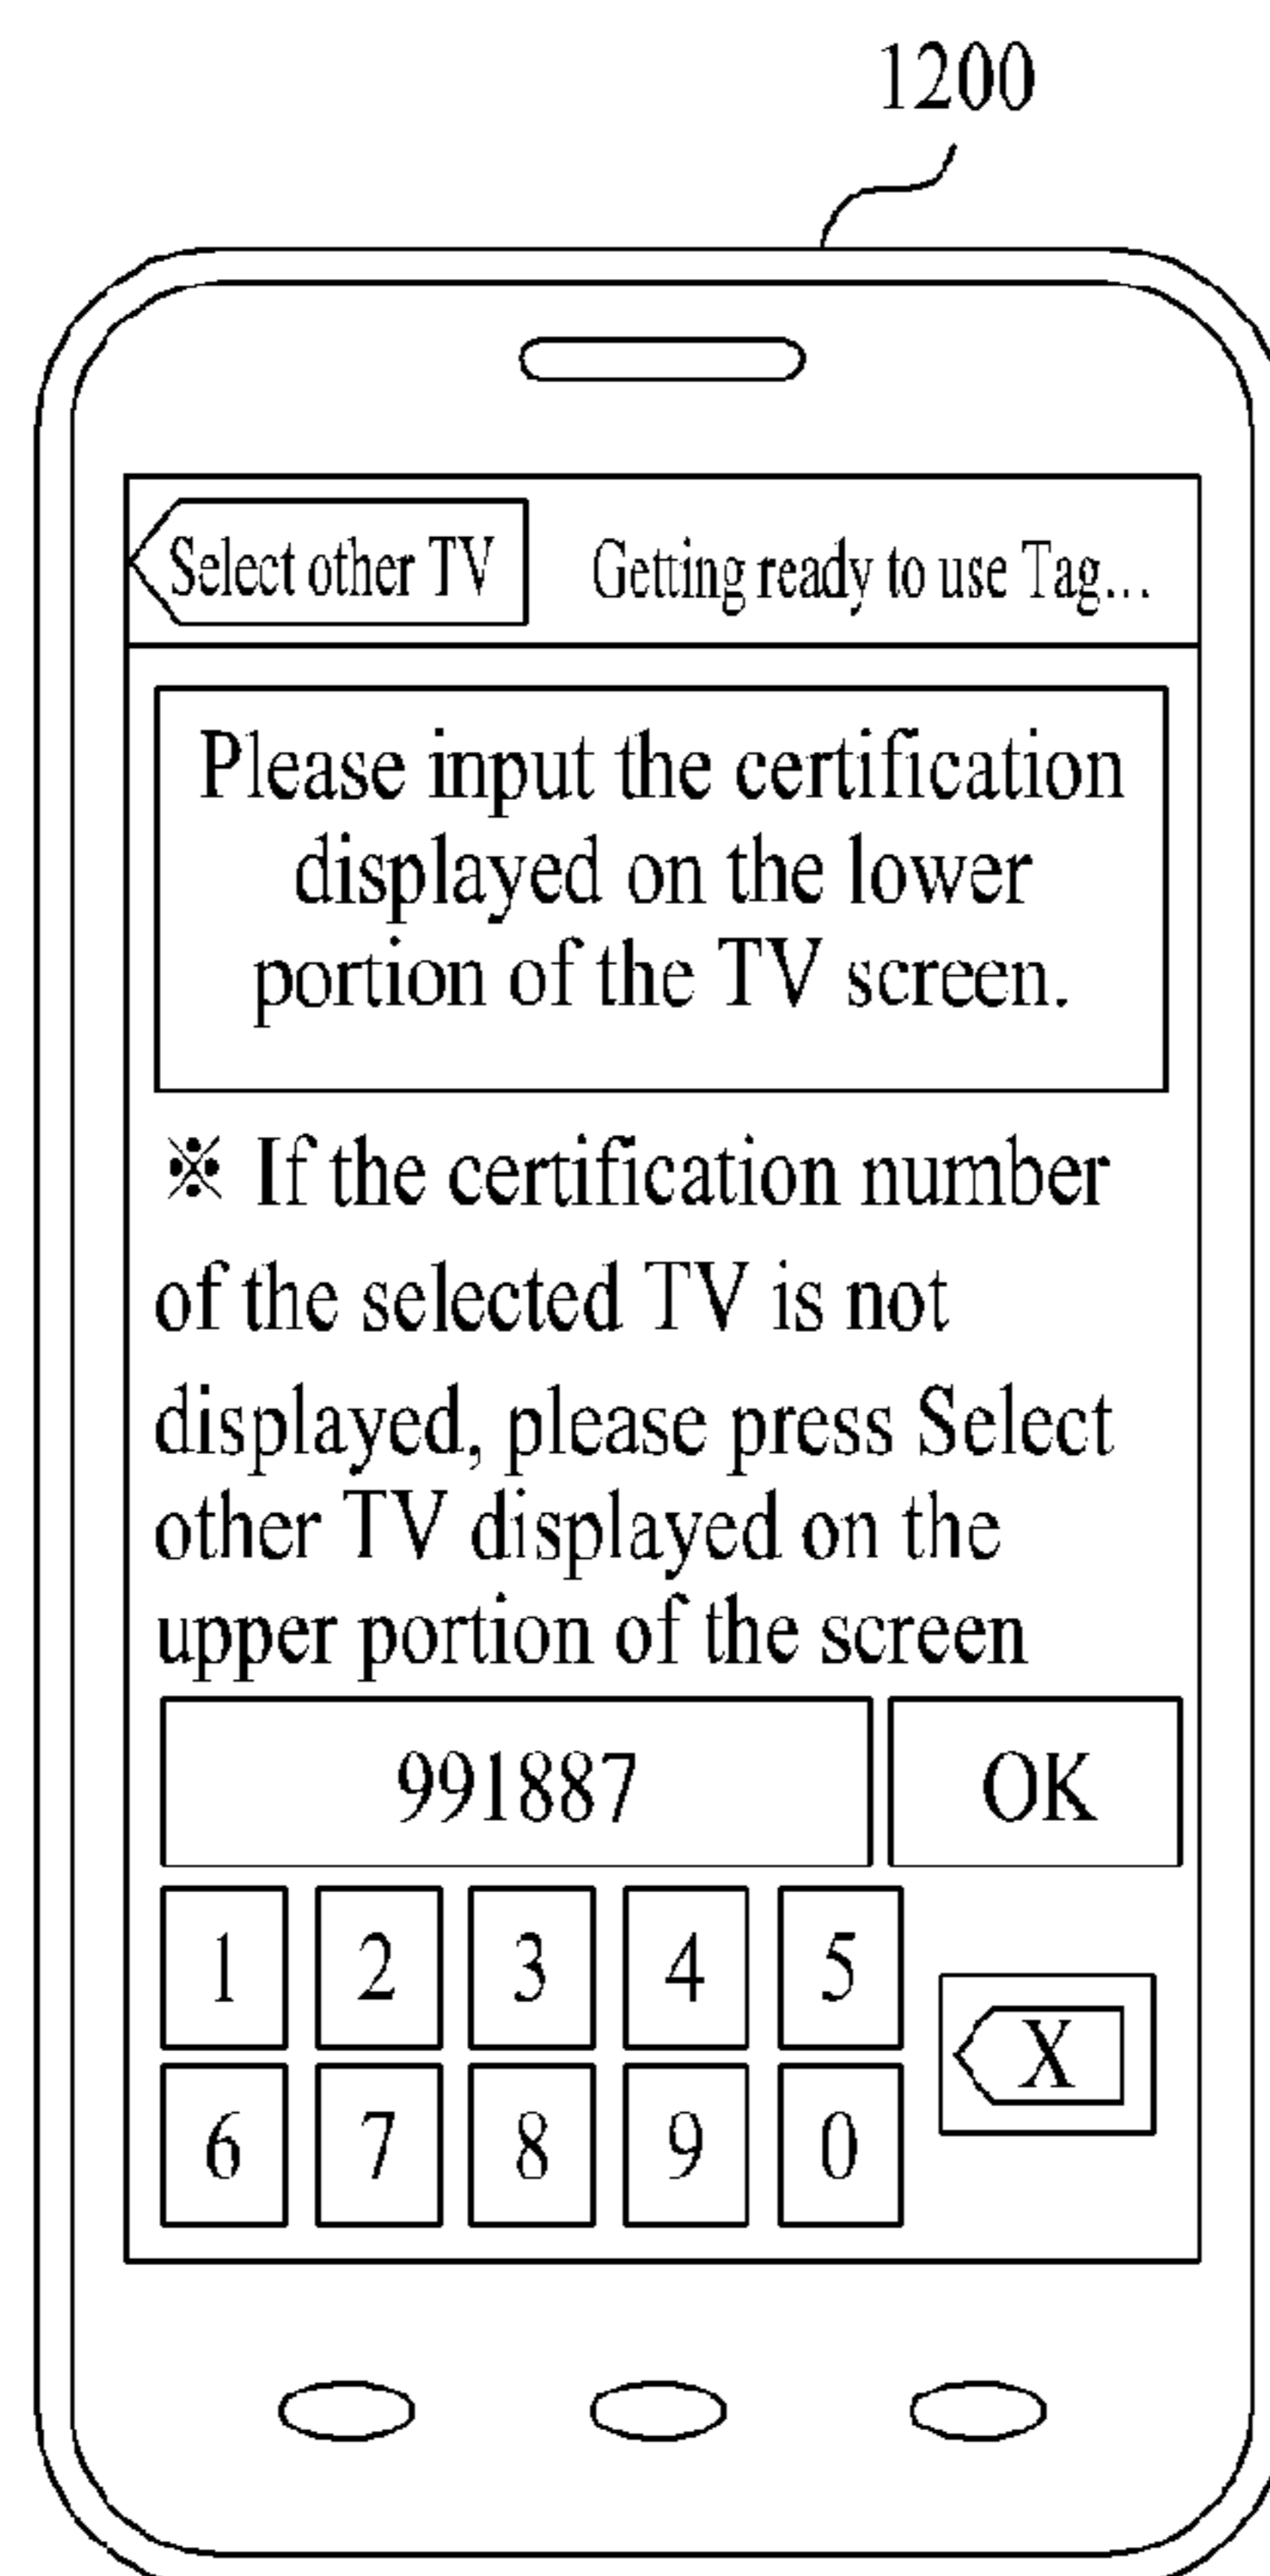 1200
Select other TV
Getting ready to use Tag...
Please input the certification
displayed on the lower
portion of the TV screen.
※ If the certification number
of the selected TV is not
displayed, please press Select
other TV displayed on the
upper portion of the screen
991887
OK
1 2 3 4 5
X
6 7 8 9 0